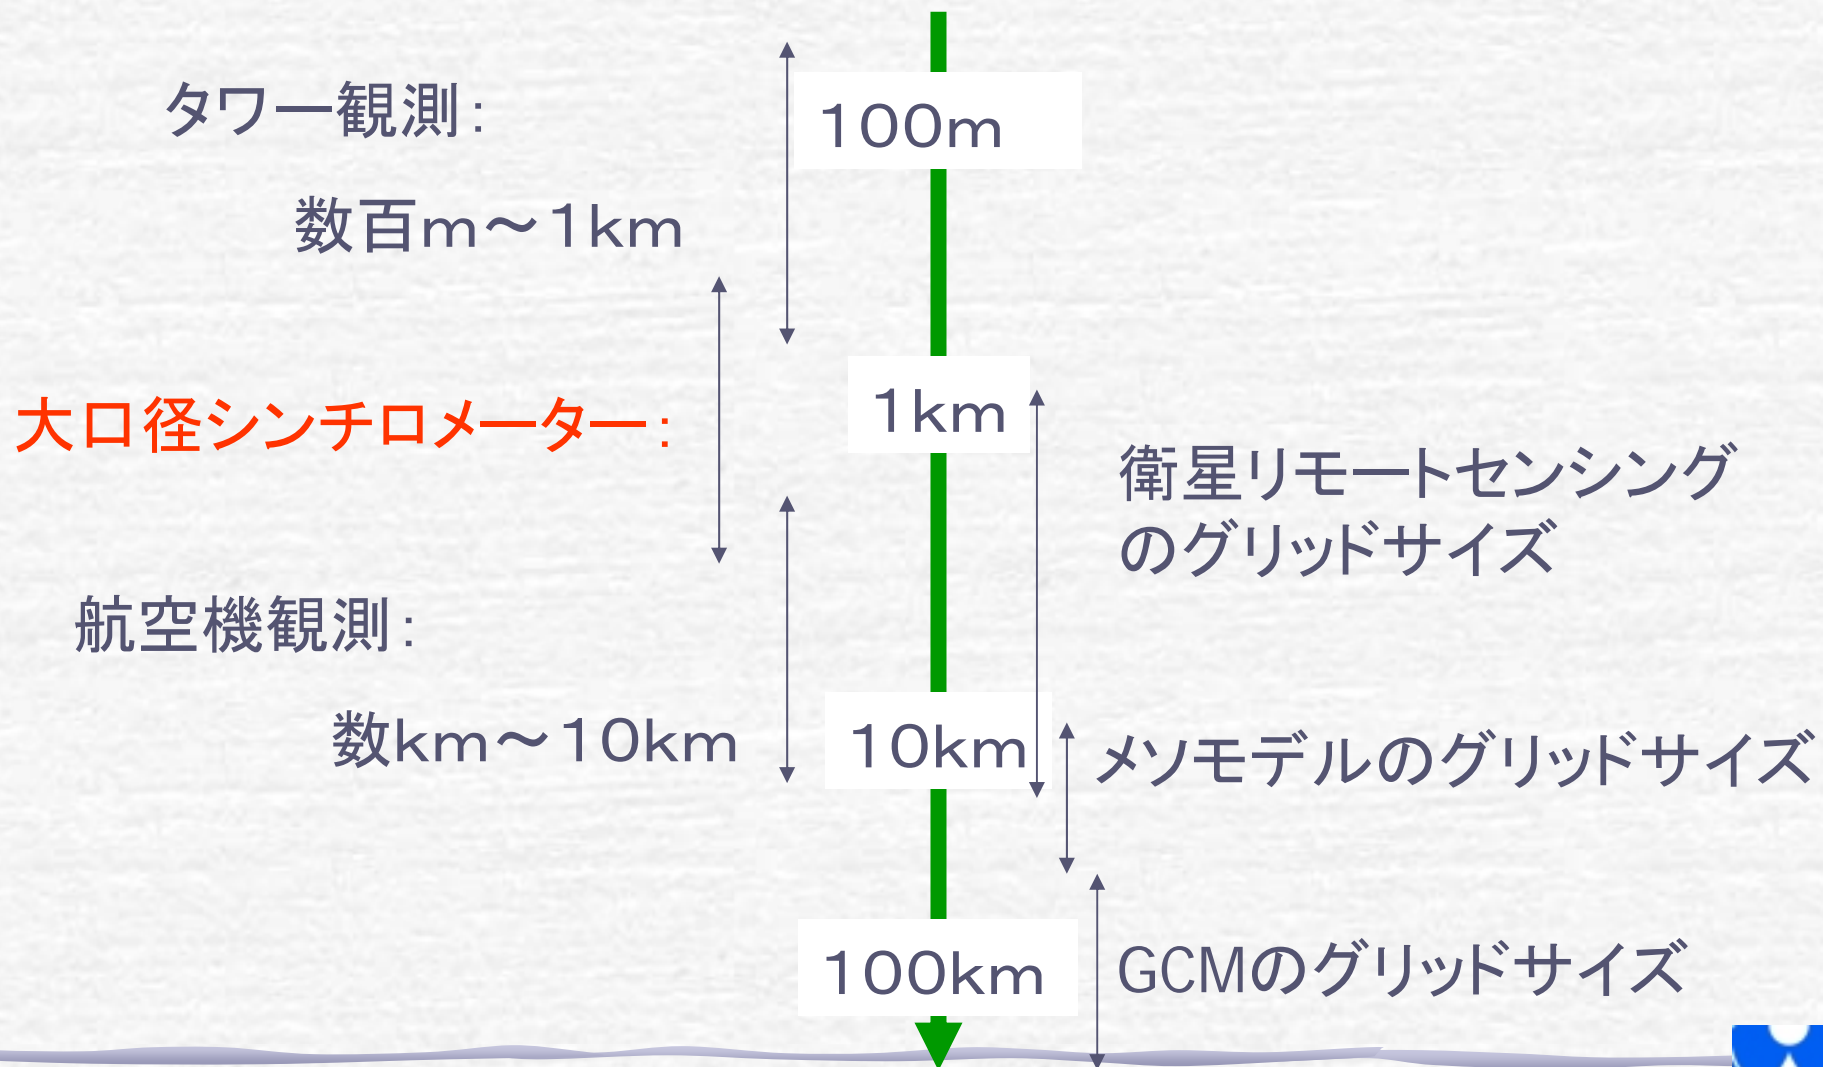 タワー観測：
数百ｍ～１ｋｍ
大口径シンチロメーター：
航空機観測：
数ｋｍ～１０ｋｍ
１００ｍ
１ｋｍ
１０ｋｍ
１００ｋｍ
衛星リモートセンシング
のグリッドサイズ
メソモデルのグリッドサイズ
GCMのグリッドサイズ